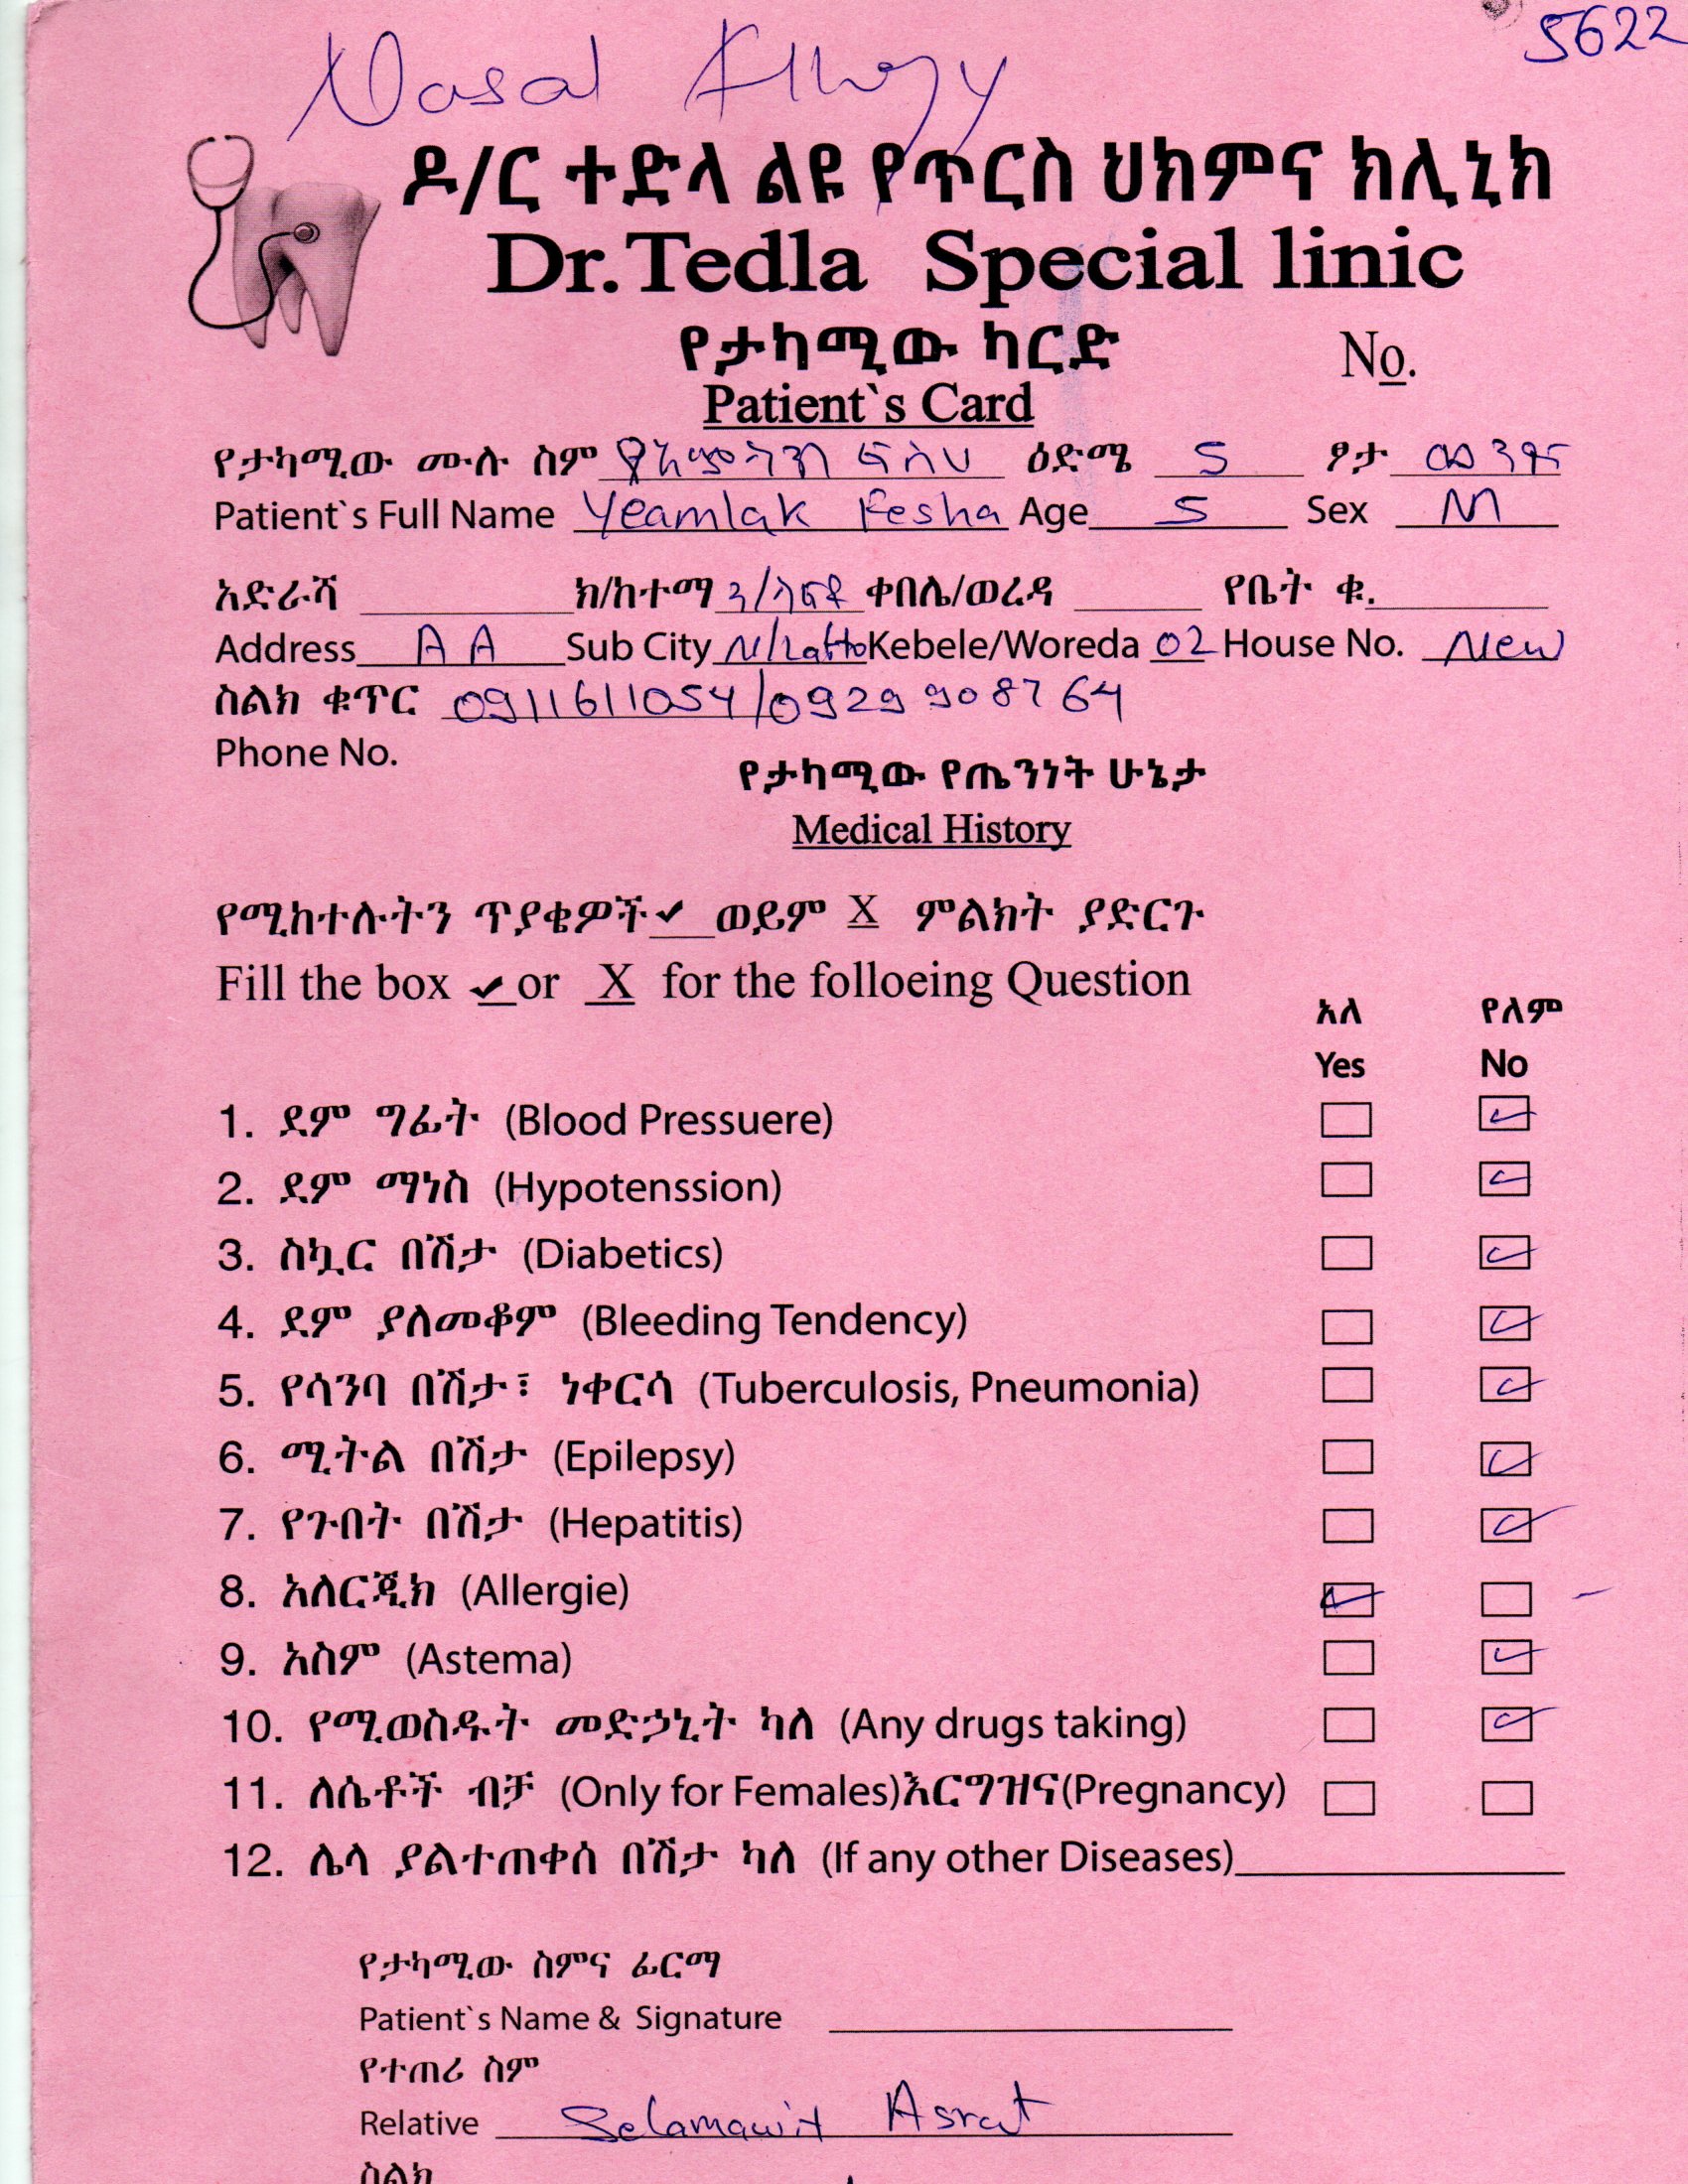 5622
Nasal Allergy
ዶ/ር ተድላ ልዩ የጥርስ ህክምና ክሊኒክ
Dr.Tedla Special linic
የታካሚው ካርድ
No.
Patient`s Card
የታካሚው ሙሉ ስም የአምላክ ፍስሀ ዕድሜ 5 ፆታ ወንድ
Patient`s Full Name Yeamlak Fesha Age 5 Sex M
አድራሻ ክ/ከተማ ን/ላፍቶ ቀበሌ/ወረዳ የቤት ቁ.
Address A A Sub City N/Lafto Kebele/Woreda 02 House No. New
ስልክ ቁጥር 0911611054/0929908764
Phone No.
የታካሚው የጤንነት ሁኔታ
Medical History
የሚከተሉትን ጥያቄዎች ✔ ወይም X ምልክት ያድርጉ
Fill the box ✔ or X for the folloeing Question
አለ የለም
Yes No
1. ደም ግፊት (Blood Pressuere)
2. ደም ማነስ (Hypotenssion)
3. ስኳር በሽታ (Diabetics)
4. ደም ያለመቆም (Bleeding Tendency)
5. የሳንባ በሽታ፤ ነቀርሳ (Tuberculosis, Pneumonia)
6. ሚትል በሽታ (Epilepsy)
7. የጉበት በሽታ (Hepatitis)
8. አለርጂክ (Allergie)
9. አስም (Astema)
10. የሚወስዱት መድኃኒት ካለ (Any drugs taking)
11. ለሴቶች ብቻ (Only for Females)እርግዝና(Pregnancy)
12. ሌላ ያልተጠቀሰ በሽታ ካለ (If any other Diseases)
የታካሚው ስምና ፊርማ
Patient`s Name & Signature
የተጠሪ ስም
Relative Selamawit Asrat
ስልክ